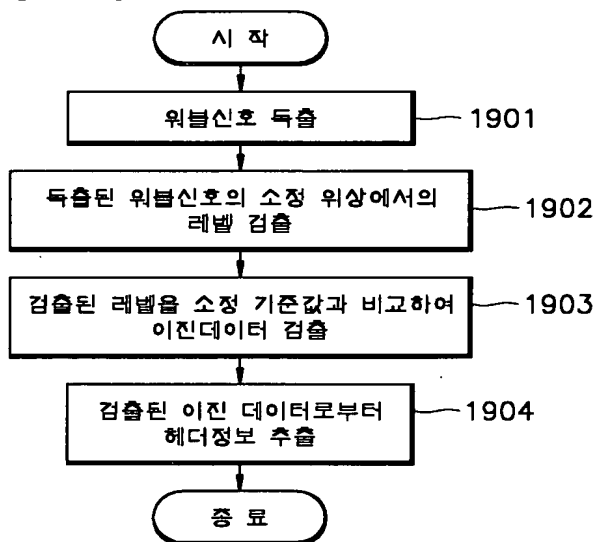 시 작
워블신호 독출
1901
독출된 워블신호의 소정 위상에서의
레벨 검출
1902
검출된 레벨을 소정 기준값과 비교하여
이진데이터 검출
1903
검출된 이진 데이터로부터
헤더정보 추출
1904
종 료